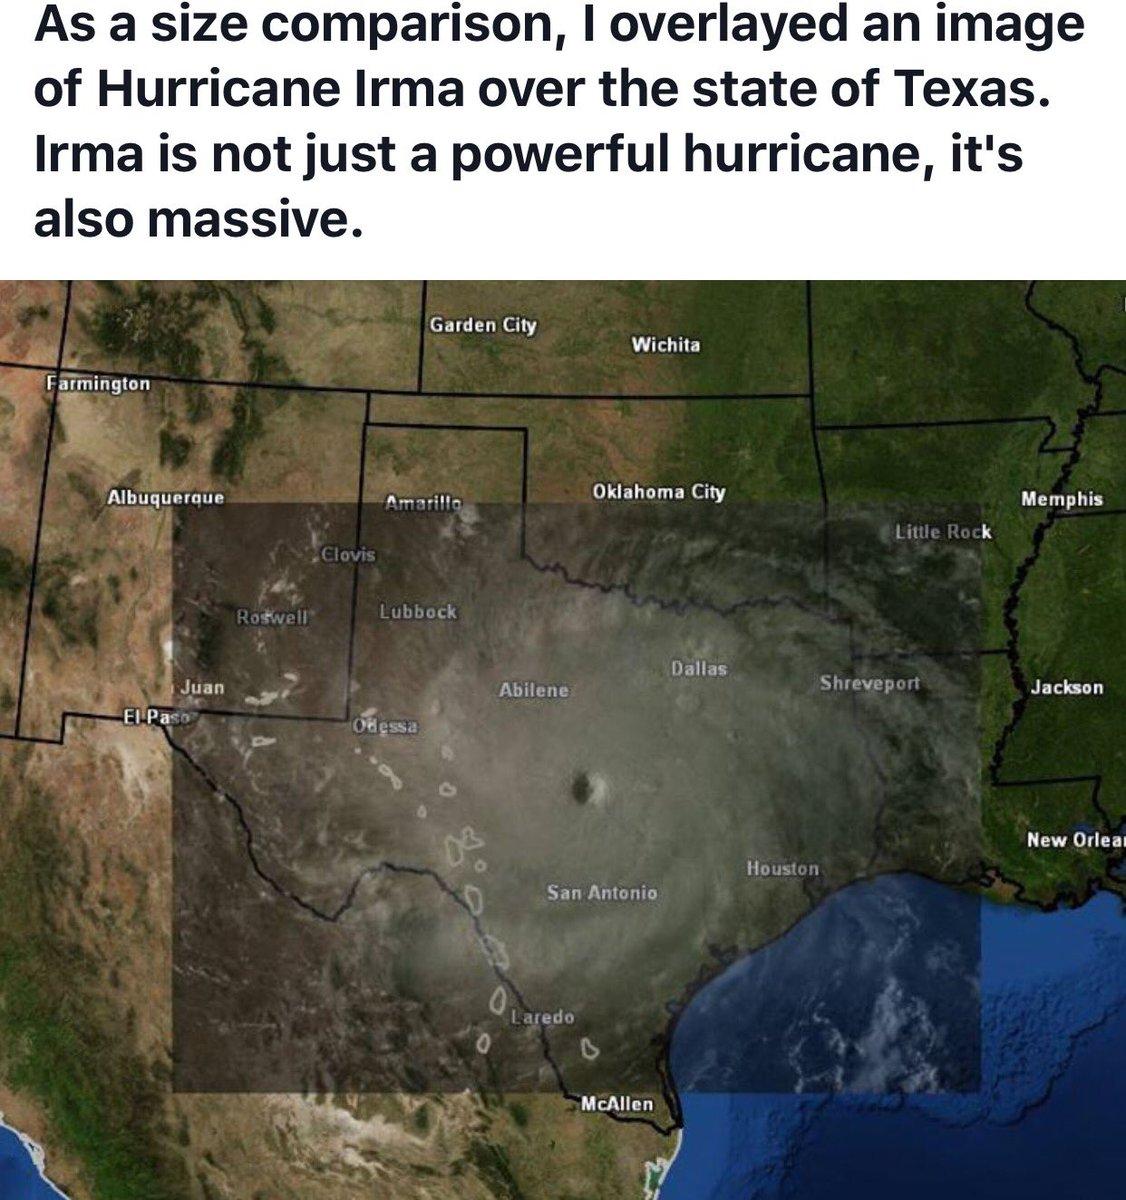 As a size comparison, I overlayed an image
of Hurricane Irma over the state of Texas.
Irma is not just a powerful hurricane, it's
also massive.
Garden City
Wichita
Farmington
Albuquerque
Amarillo
Oklahoma City
Memphis
Little Rock
Clovis
Roswell
Lubbock
Dallas
Juan
Abilene
Shreveport
Jackson
El Paso
Odessa
New Orlea
Houston
San Antonio
Laredo
McAllen